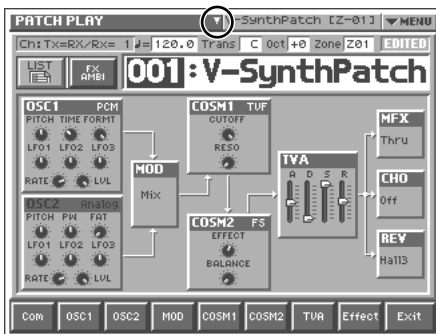 PATCH PLAY ▼ V-SynthPatch [Z-01] ▼MENU
Ch:Tx=RX/Rx= 1 ♩= 120.0 Trans C Oct +0 Zone Z01 EDITED
LIST FX AMBI 001:V-SynthPatch
OSC1 PCM
PITCH TIME FORMT
LFO1 LFO2 LFO3
RATE LVL
OSC2 Analog
PITCH PW FAT
LFO1 LFO2 LFO3
RATE LVL
MOD
Mix
COSM1 TVF
CUTOFF
RESO
COSM2 FS
EFFECT
BALANCE
TVA
A D S R
MFX
Thru
CHO
Off
REV
Hall3
Com OSC1 OSC2 MOD COSM1 COSM2 TVA Effect Exit